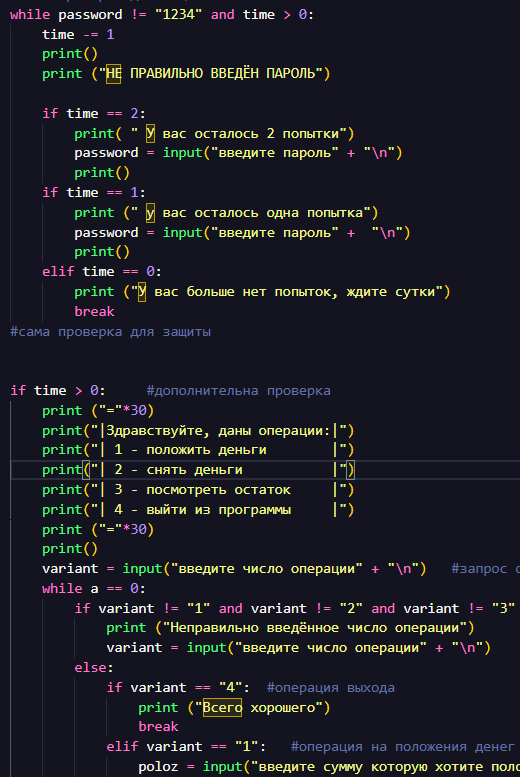 while password != "1234" and time > 0:
    time -= 1
    print()
    print ("НЕ ПРАВИЛЬНО ВВЕДЁН ПАРОЛЬ")

    if time == 2:
        print( " У вас осталось 2 попытки")
        password = input("введите пароль" + "\n")
        print()
    if time == 1:
        print (" у вас осталось одна попытка")
        password = input("введите пароль" +  "\n")
        print()
    elif time == 0:
        print ("У вас больше нет попыток, ждите сутки")
        break
#сама проверка для защиты


if time > 0:     #дополнительна проверка
    print ("="*30)
    print("|Здравствуйте, даны операции:|")
    print("| 1 - положить деньги        |")
    print("| 2 - снять деньги           |")
    print("| 3 - посмотреть остаток     |")
    print("| 4 - выйти из программы     |")
    print ("="*30)
    print()
    variant = input("введите число операции" + "\n")   #запрос
    while a == 0:
        if variant != "1" and variant != "2" and variant != "3"
            print ("Неправильно введённое число операции")
            variant = input("введите число операции" + "\n")
        else:
            if variant == "4":  #операция выхода
                print ("Всего хорошего")
                break
            elif variant == "1":   #операция на положения денег
                poloz = input("введите сумму которую хотите